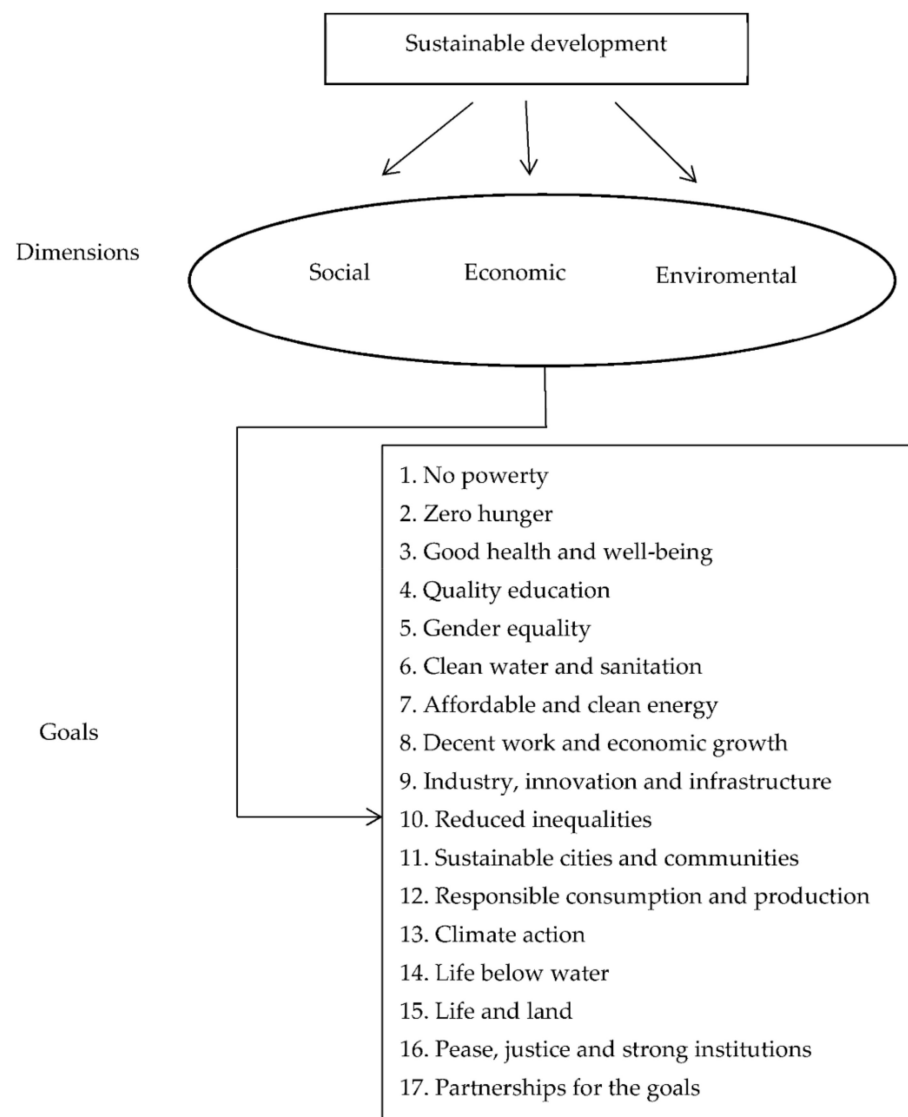 Sustainable development
Dimensions
Social Economic Enviromental
Goals
1. No powerty
2. Zero hunger
3. Good health and well-being
4. Quality education
5. Gender equality
6. Clean water and sanitation
7. Affordable and clean energy
8. Decent work and economic growth
9. Industry, innovation and infrastructure
10. Reduced inequalities
11. Sustainable cities and communities
12. Responsible consumption and production
13. Climate action
14. Life below water
15. Life and land
16. Pease, justice and strong institutions
17. Partnerships for the goals